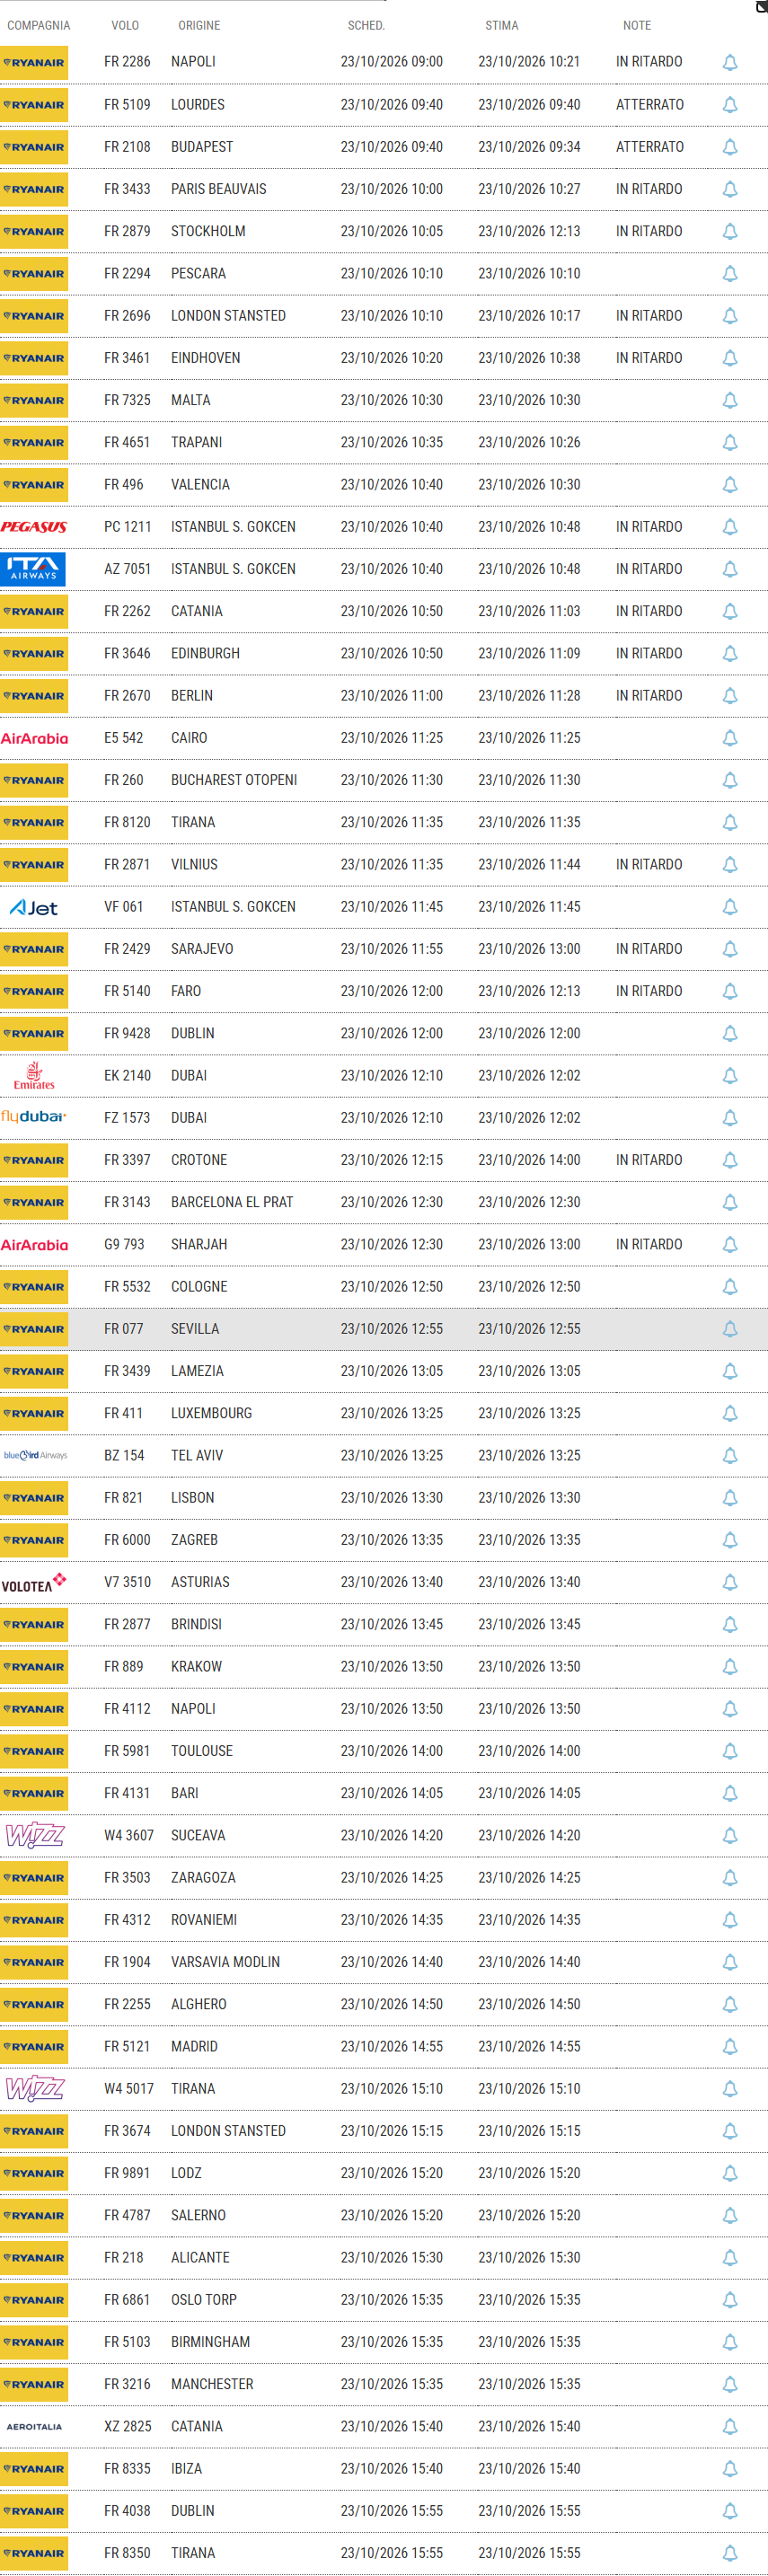 COMPAGNIA VOLO ORIGINE SCHED. STIMA NOTE
RYANAIR FR 2286 NAPOLI 23/10/2026 09:00 23/10/2026 10:21 IN RITARDO
RYANAIR FR 5109 LOURDES 23/10/2026 09:40 23/10/2026 09:40 ATTERRATO
RYANAIR FR 2108 BUDAPEST 23/10/2026 09:40 23/10/2026 09:34 ATTERRATO
RYANAIR FR 3433 PARIS BEAUVAIS 23/10/2026 10:00 23/10/2026 10:27 IN RITARDO
RYANAIR FR 2879 STOCKHOLM 23/10/2026 10:05 23/10/2026 12:13 IN RITARDO
RYANAIR FR 2294 PESCARA 23/10/2026 10:10 23/10/2026 10:10
RYANAIR FR 2696 LONDON STANSTED 23/10/2026 10:10 23/10/2026 10:17 IN RITARDO
RYANAIR FR 3461 EINDHOVEN 23/10/2026 10:20 23/10/2026 10:38 IN RITARDO
RYANAIR FR 7325 MALTA 23/10/2026 10:30 23/10/2026 10:30
RYANAIR FR 4651 TRAPANI 23/10/2026 10:35 23/10/2026 10:26
RYANAIR FR 496 VALENCIA 23/10/2026 10:40 23/10/2026 10:30
PEGASUS PC 1211 ISTANBUL S. GOKCEN 23/10/2026 10:40 23/10/2026 10:48 IN RITARDO
ITA AIRWAYS AZ 7051 ISTANBUL S. GOKCEN 23/10/2026 10:40 23/10/2026 10:48 IN RITARDO
RYANAIR FR 2262 CATANIA 23/10/2026 10:50 23/10/2026 11:03 IN RITARDO
RYANAIR FR 3646 EDINBURGH 23/10/2026 10:50 23/10/2026 11:09 IN RITARDO
RYANAIR FR 2670 BERLIN 23/10/2026 11:00 23/10/2026 11:28 IN RITARDO
AirArabia E5 542 CAIRO 23/10/2026 11:25 23/10/2026 11:25
RYANAIR FR 260 BUCHAREST OTOPENI 23/10/2026 11:30 23/10/2026 11:30
RYANAIR FR 8120 TIRANA 23/10/2026 11:35 23/10/2026 11:35
RYANAIR FR 2871 VILNIUS 23/10/2026 11:35 23/10/2026 11:44 IN RITARDO
AJet VF 061 ISTANBUL S. GOKCEN 23/10/2026 11:45 23/10/2026 11:45
RYANAIR FR 2429 SARAJEVO 23/10/2026 11:55 23/10/2026 13:00 IN RITARDO
RYANAIR FR 5140 FARO 23/10/2026 12:00 23/10/2026 12:13 IN RITARDO
RYANAIR FR 9428 DUBLIN 23/10/2026 12:00 23/10/2026 12:00
Emirates EK 2140 DUBAI 23/10/2026 12:10 23/10/2026 12:02
flydubai FZ 1573 DUBAI 23/10/2026 12:10 23/10/2026 12:02
RYANAIR FR 3397 CROTONE 23/10/2026 12:15 23/10/2026 14:00 IN RITARDO
RYANAIR FR 3143 BARCELONA EL PRAT 23/10/2026 12:30 23/10/2026 12:30
AirArabia G9 793 SHARJAH 23/10/2026 12:30 23/10/2026 13:00 IN RITARDO
RYANAIR FR 5532 COLOGNE 23/10/2026 12:50 23/10/2026 12:50
RYANAIR FR 077 SEVILLA 23/10/2026 12:55 23/10/2026 12:55
RYANAIR FR 3439 LAMEZIA 23/10/2026 13:05 23/10/2026 13:05
RYANAIR FR 411 LUXEMBOURG 23/10/2026 13:25 23/10/2026 13:25
bluebird Airways BZ 154 TEL AVIV 23/10/2026 13:25 23/10/2026 13:25
RYANAIR FR 821 LISBON 23/10/2026 13:30 23/10/2026 13:30
RYANAIR FR 6000 ZAGREB 23/10/2026 13:35 23/10/2026 13:35
VOLOTEA V7 3510 ASTURIAS 23/10/2026 13:40 23/10/2026 13:40
RYANAIR FR 2877 BRINDISI 23/10/2026 13:45 23/10/2026 13:45
RYANAIR FR 889 KRAKOW 23/10/2026 13:50 23/10/2026 13:50
RYANAIR FR 4112 NAPOLI 23/10/2026 13:50 23/10/2026 13:50
RYANAIR FR 5981 TOULOUSE 23/10/2026 14:00 23/10/2026 14:00
RYANAIR FR 4131 BARI 23/10/2026 14:05 23/10/2026 14:05
WIZZ W4 3607 SUCEAVA 23/10/2026 14:20 23/10/2026 14:20
RYANAIR FR 3503 ZARAGOZA 23/10/2026 14:25 23/10/2026 14:25
RYANAIR FR 4312 ROVANIEMI 23/10/2026 14:35 23/10/2026 14:35
RYANAIR FR 1904 VARSAVIA MODLIN 23/10/2026 14:40 23/10/2026 14:40
RYANAIR FR 2255 ALGHERO 23/10/2026 14:50 23/10/2026 14:50
RYANAIR FR 5121 MADRID 23/10/2026 14:55 23/10/2026 14:55
WIZZ W4 5017 TIRANA 23/10/2026 15:10 23/10/2026 15:10
RYANAIR FR 3674 LONDON STANSTED 23/10/2026 15:15 23/10/2026 15:15
RYANAIR FR 9891 LODZ 23/10/2026 15:20 23/10/2026 15:20
RYANAIR FR 4787 SALERNO 23/10/2026 15:20 23/10/2026 15:20
RYANAIR FR 218 ALICANTE 23/10/2026 15:30 23/10/2026 15:30
RYANAIR FR 6861 OSLO TORP 23/10/2026 15:35 23/10/2026 15:35
RYANAIR FR 5103 BIRMINGHAM 23/10/2026 15:35 23/10/2026 15:35
RYANAIR FR 3216 MANCHESTER 23/10/2026 15:35 23/10/2026 15:35
AEROITALIA XZ 2825 CATANIA 23/10/2026 15:40 23/10/2026 15:40
RYANAIR FR 8335 IBIZA 23/10/2026 15:40 23/10/2026 15:40
RYANAIR FR 4038 DUBLIN 23/10/2026 15:55 23/10/2026 15:55
RYANAIR FR 8350 TIRANA 23/10/2026 15:55 23/10/2026 15:55